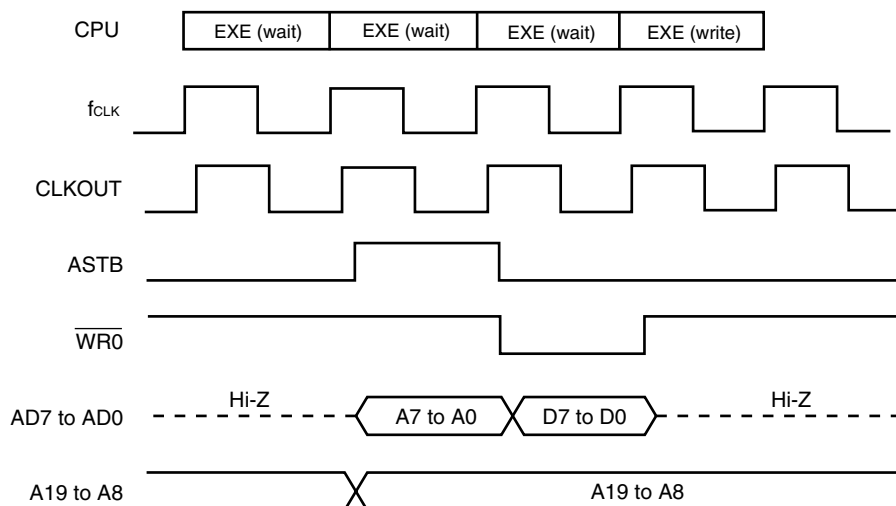 CPU EXE (wait) EXE (wait) EXE (wait) EXE (write)
fCLK
CLKOUT
ASTB
WR0
Hi-Z Hi-Z
AD7 to AD0 A7 to A0 D7 to D0
A19 to A8 A19 to A8